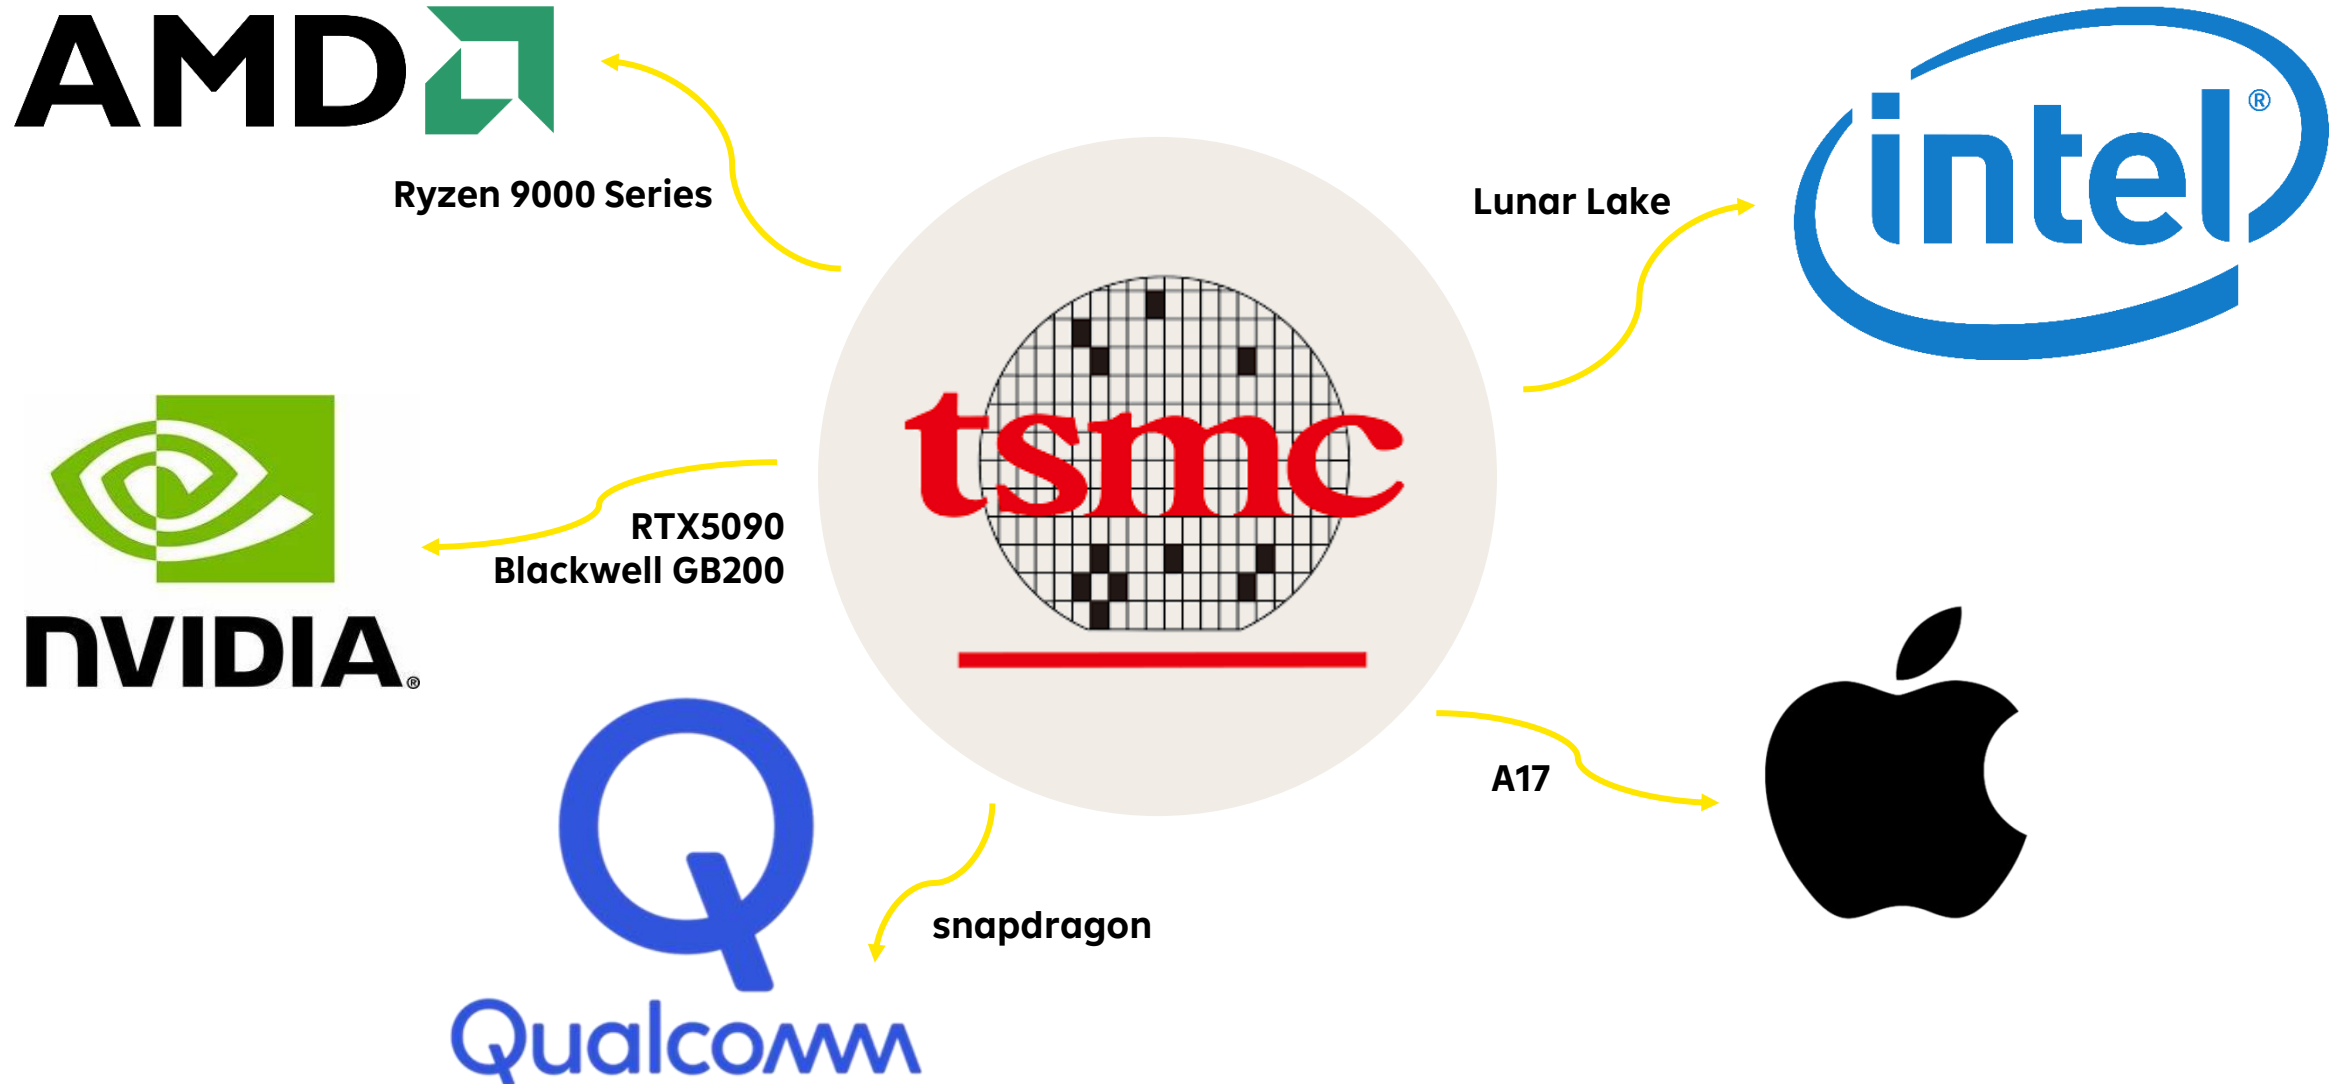 AMD
Ryzen 9000 Series
Lunar Lake
intel®
tsmc
RTX5090
Blackwell GB200
NVIDIA®
A17
snapdragon
Qualcomm